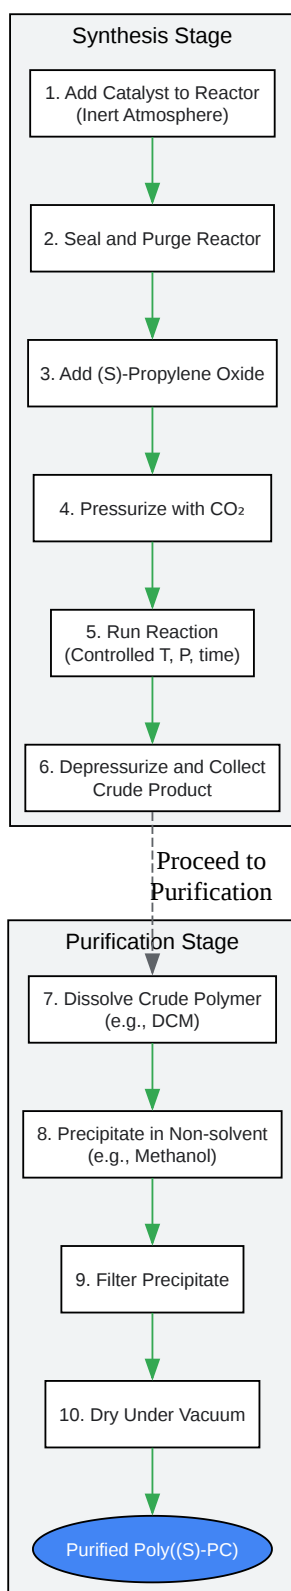 Synthesis Stage
1. Add Catalyst to Reactor
(Inert Atmosphere)
2. Seal and Purge Reactor
3. Add (S)-Propylene Oxide
4. Pressurize with CO₂
5. Run Reaction
(Controlled T, P, time)
6. Depressurize and Collect
Crude Product
Proceed to
Purification
Purification Stage
7. Dissolve Crude Polymer
(e.g., DCM)
8. Precipitate in Non-solvent
(e.g., Methanol)
9. Filter Precipitate
10. Dry Under Vacuum
Purified Poly((S)-PC)